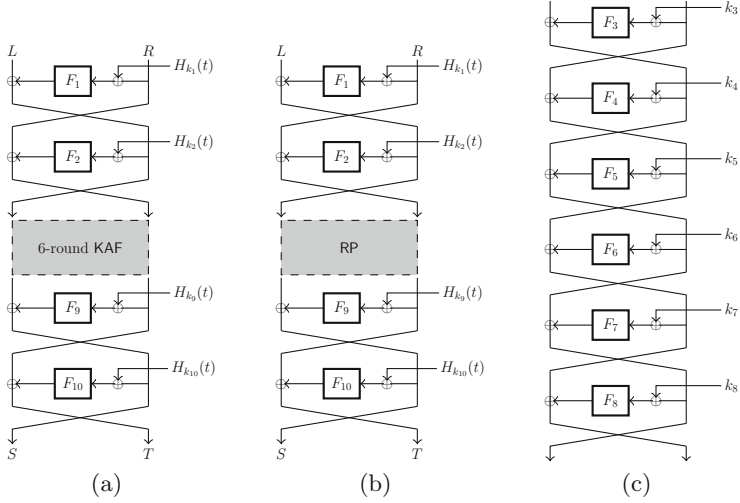 L R
F₁ H_{k₁}(t)
F₂ H_{k₂}(t)
6-round KAF
F₉ H_{k₉}(t)
F₁₀ H_{k₁₀}(t)
S T
(a)
L R
F₁ H_{k₁}(t)
F₂ H_{k₂}(t)
RP
F₉ H_{k₉}(t)
F₁₀ H_{k₁₀}(t)
S T
(b)
F₃ k₃
F₄ k₄
F₅ k₅
F₆ k₆
F₇ k₇
F₈ k₈
(c)